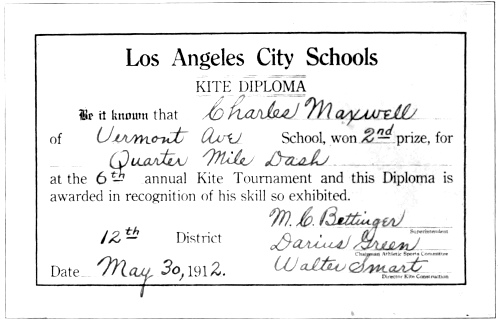 Los Angeles City Schools
KITE DIPLOMA
Be it known that Charles Maxwell
of Vermont Ave School, won 2nd prize, for
Quarter Mile Dash
at the 6th annual Kite Tournament and this Diploma is
awarded in recognition of his skill so exhibited.
M. C. Bettinger
Superintendent
12th District
Darius Green
Chairman Athletic Sports Committee
Date May 30, 1912.
Walter Smart
Director Kite Construction